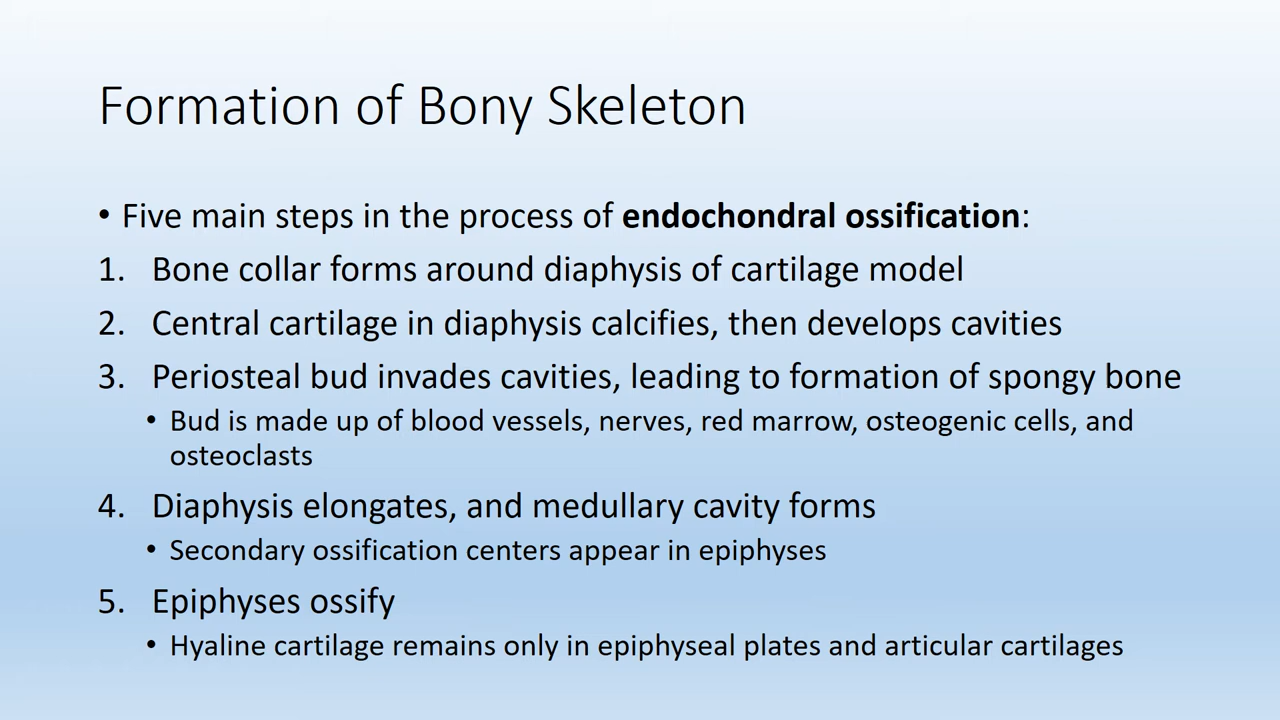 Formation of Bony Skeleton
• Five main steps in the process of endochondral ossification:
1. Bone collar forms around diaphysis of cartilage model
2. Central cartilage in diaphysis calcifies, then develops cavities
3. Periosteal bud invades cavities, leading to formation of spongy bone
• Bud is made up of blood vessels, nerves, red marrow, osteogenic cells, and
osteoclasts
4. Diaphysis elongates, and medullary cavity forms
• Secondary ossification centers appear in epiphyses
5. Epiphyses ossify
• Hyaline cartilage remains only in epiphyseal plates and articular cartilages